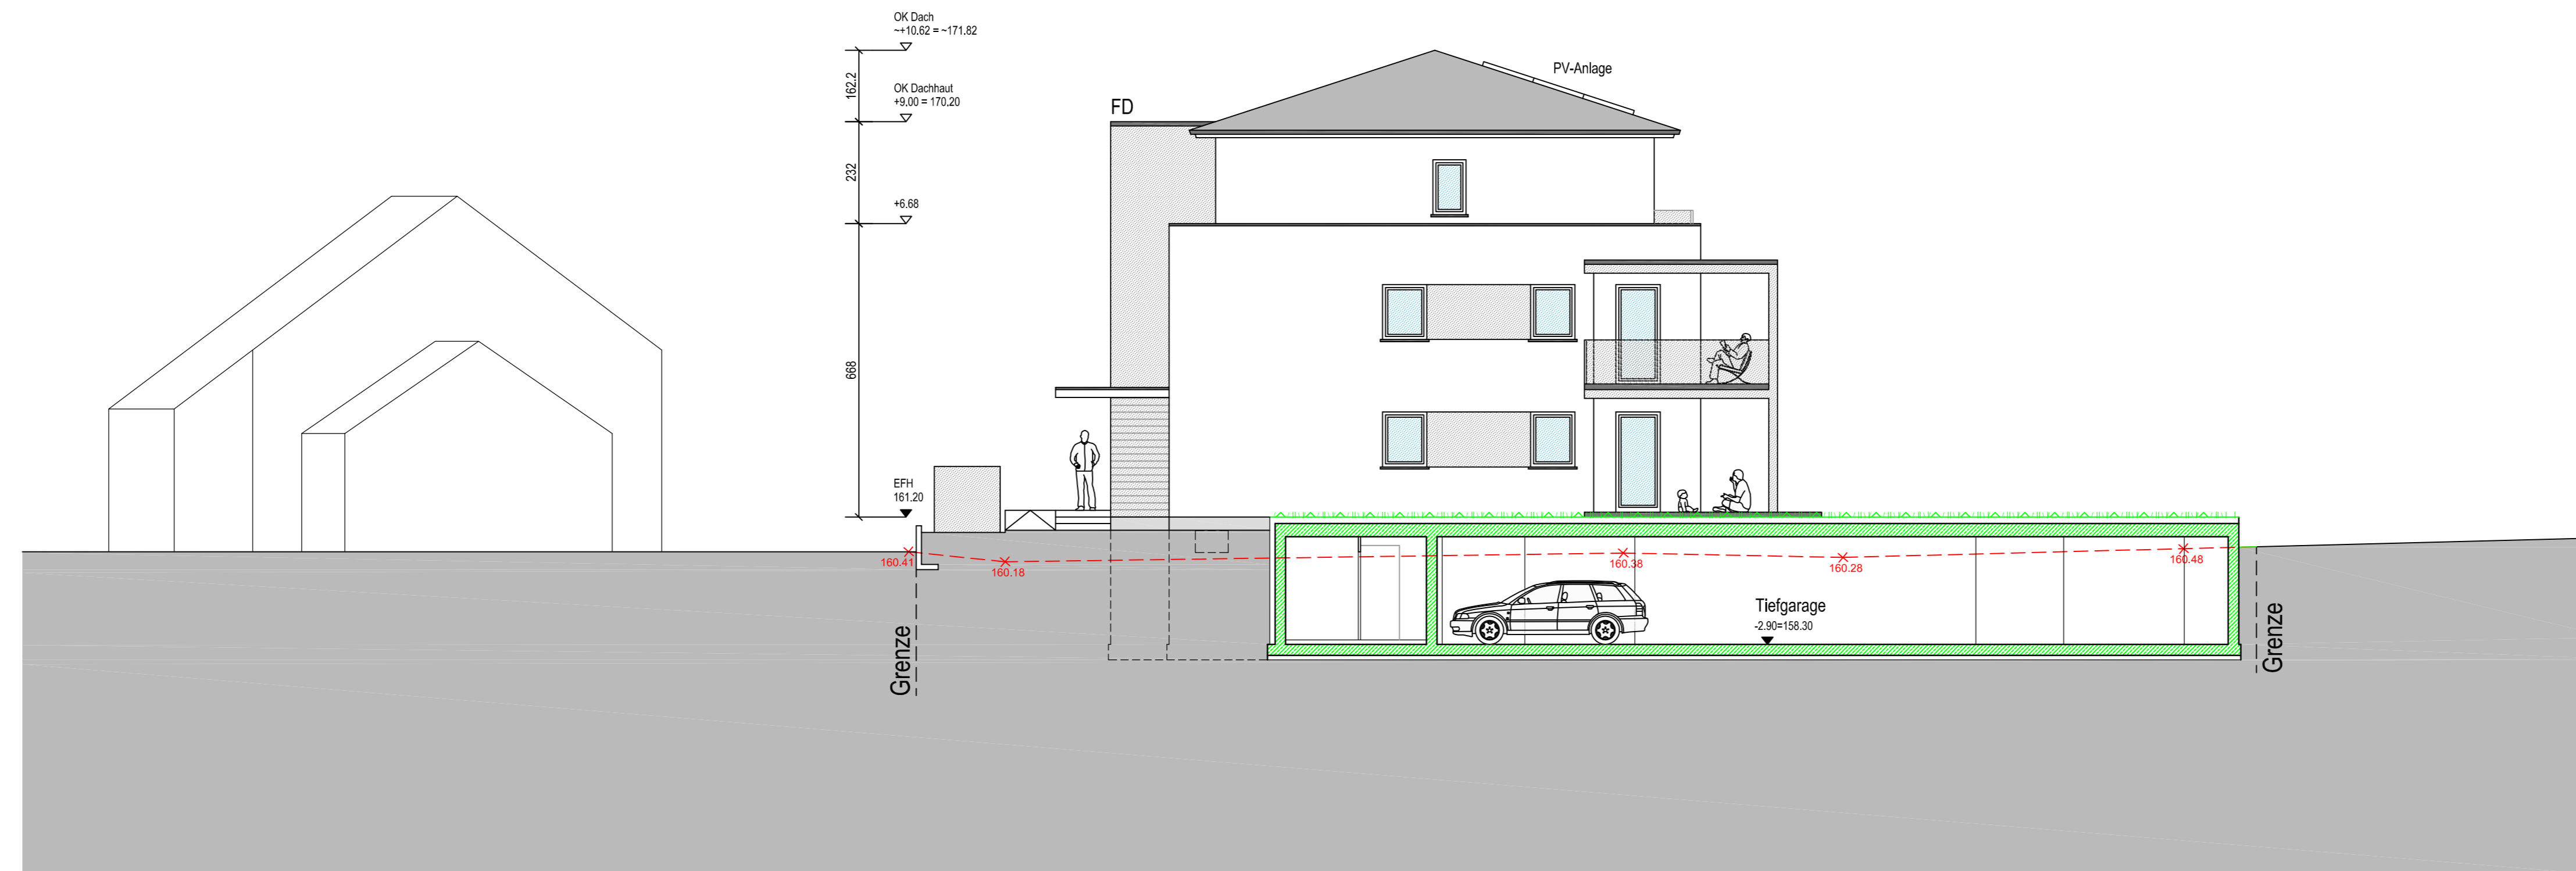 OK Dach
~+10.62 = ~171.82
162.2
OK Dachhaut
+9,00 = 170.20
PV-Anlage
FD
232
+6.68
668
EFH
161.20
160.41
160.18
160.38
160.28
160.48
Tiefgarage
-2.90=158.30
Grenze
Grenze